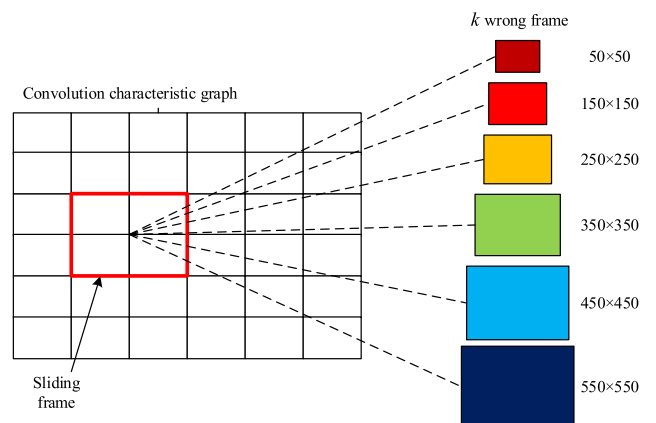 k wrong frame
50×50
Convolution characteristic graph
150×150
250×250
350×350
450×450
Sliding
frame
550×550